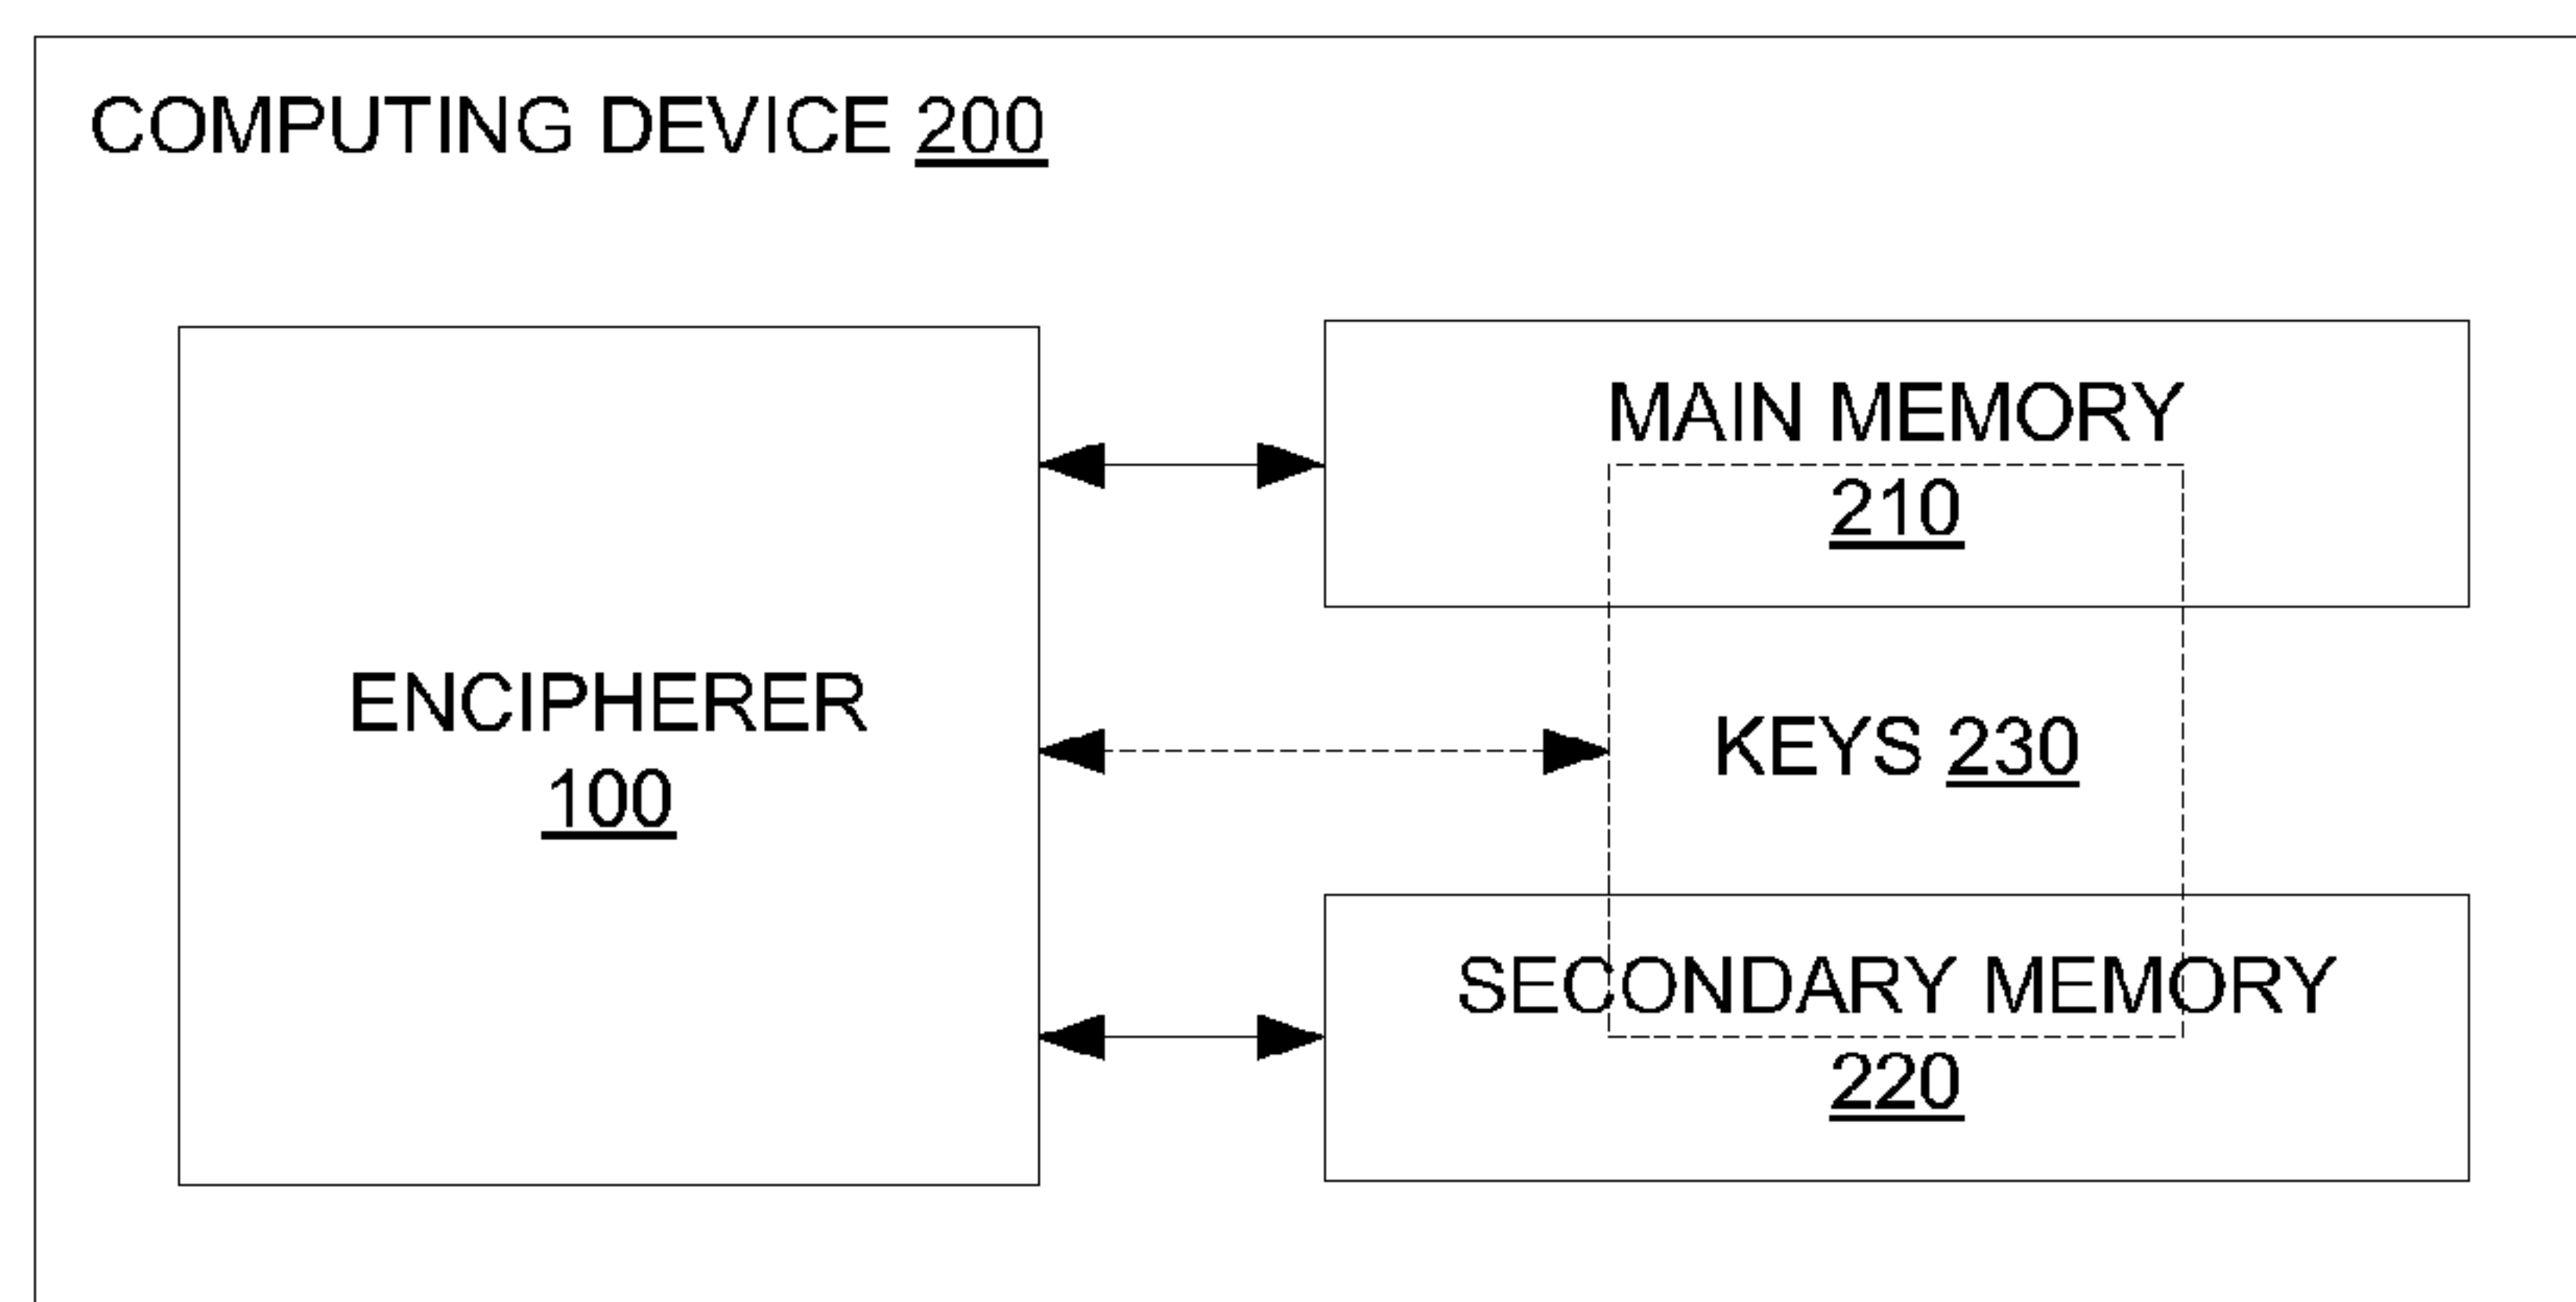 COMPUTING DEVICE 200
MAIN MEMORY
210
ENCIPHERER
100
KEYS 230
SECONDARY MEMORY
220